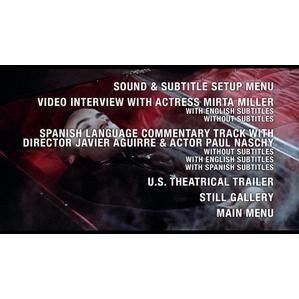 SOUND & SUBTITLE SETUP MENU
VIDEO INTERVIEW WITH ACTRESS MIRTA MILLER
WITH ENGLISH SUBTITLES
WITHOUT SUBTITLES
SPANISH LANGUAGE COMMENTARY TRACK WITH
DIRECTOR JAVIER AGUIRRE & ACTOR PAUL NASCHY
WITHOUT SUBTITLES
WITH ENGLISH SUBTITLES
WITH SPANISH SUBTITLES
U.S. THEATRICAL TRAILER
STILL GALLERY
MAIN MENU